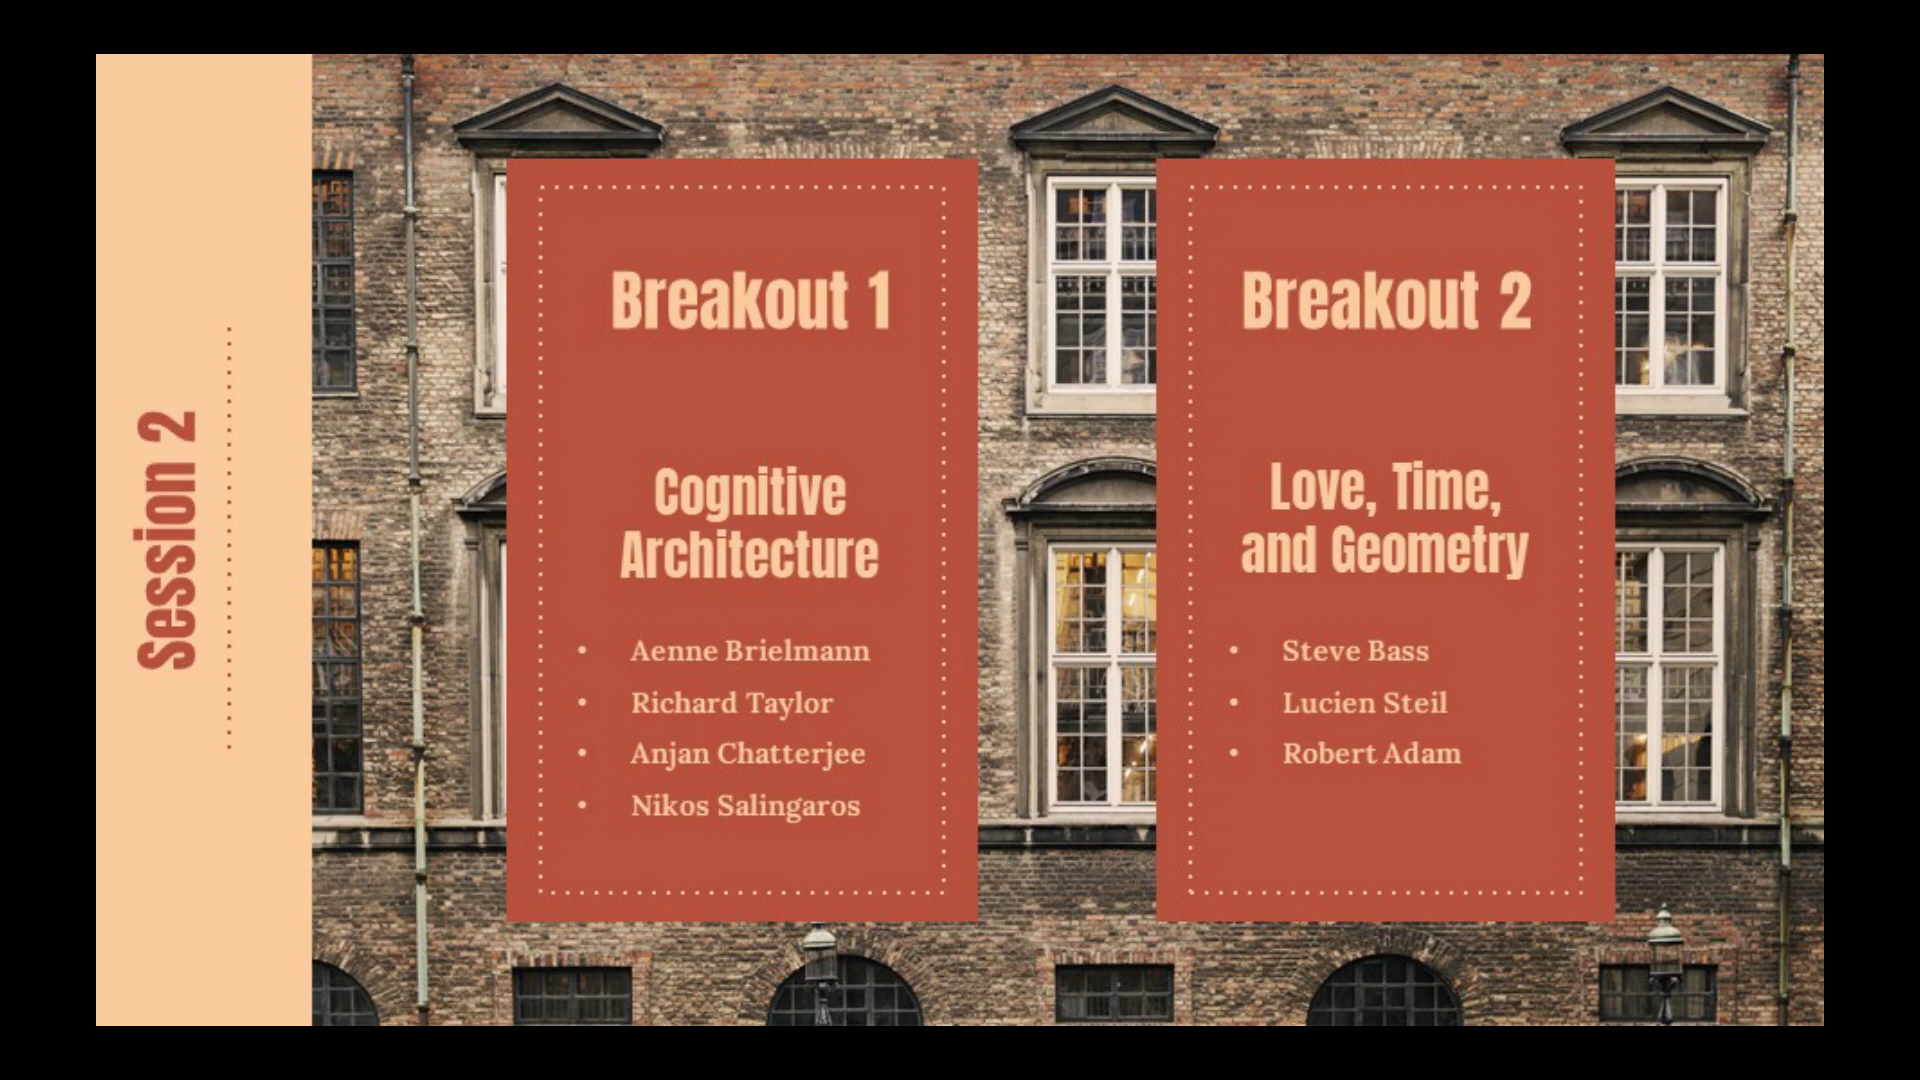 Session 2
Breakout 1
Cognitive
Architecture
• Aenne Brielmann
• Richard Taylor
• Anjan Chatterjee
• Nikos Salingaros
Breakout 2
Love, Time,
and Geometry
• Steve Bass
• Lucien Steil
• Robert Adam